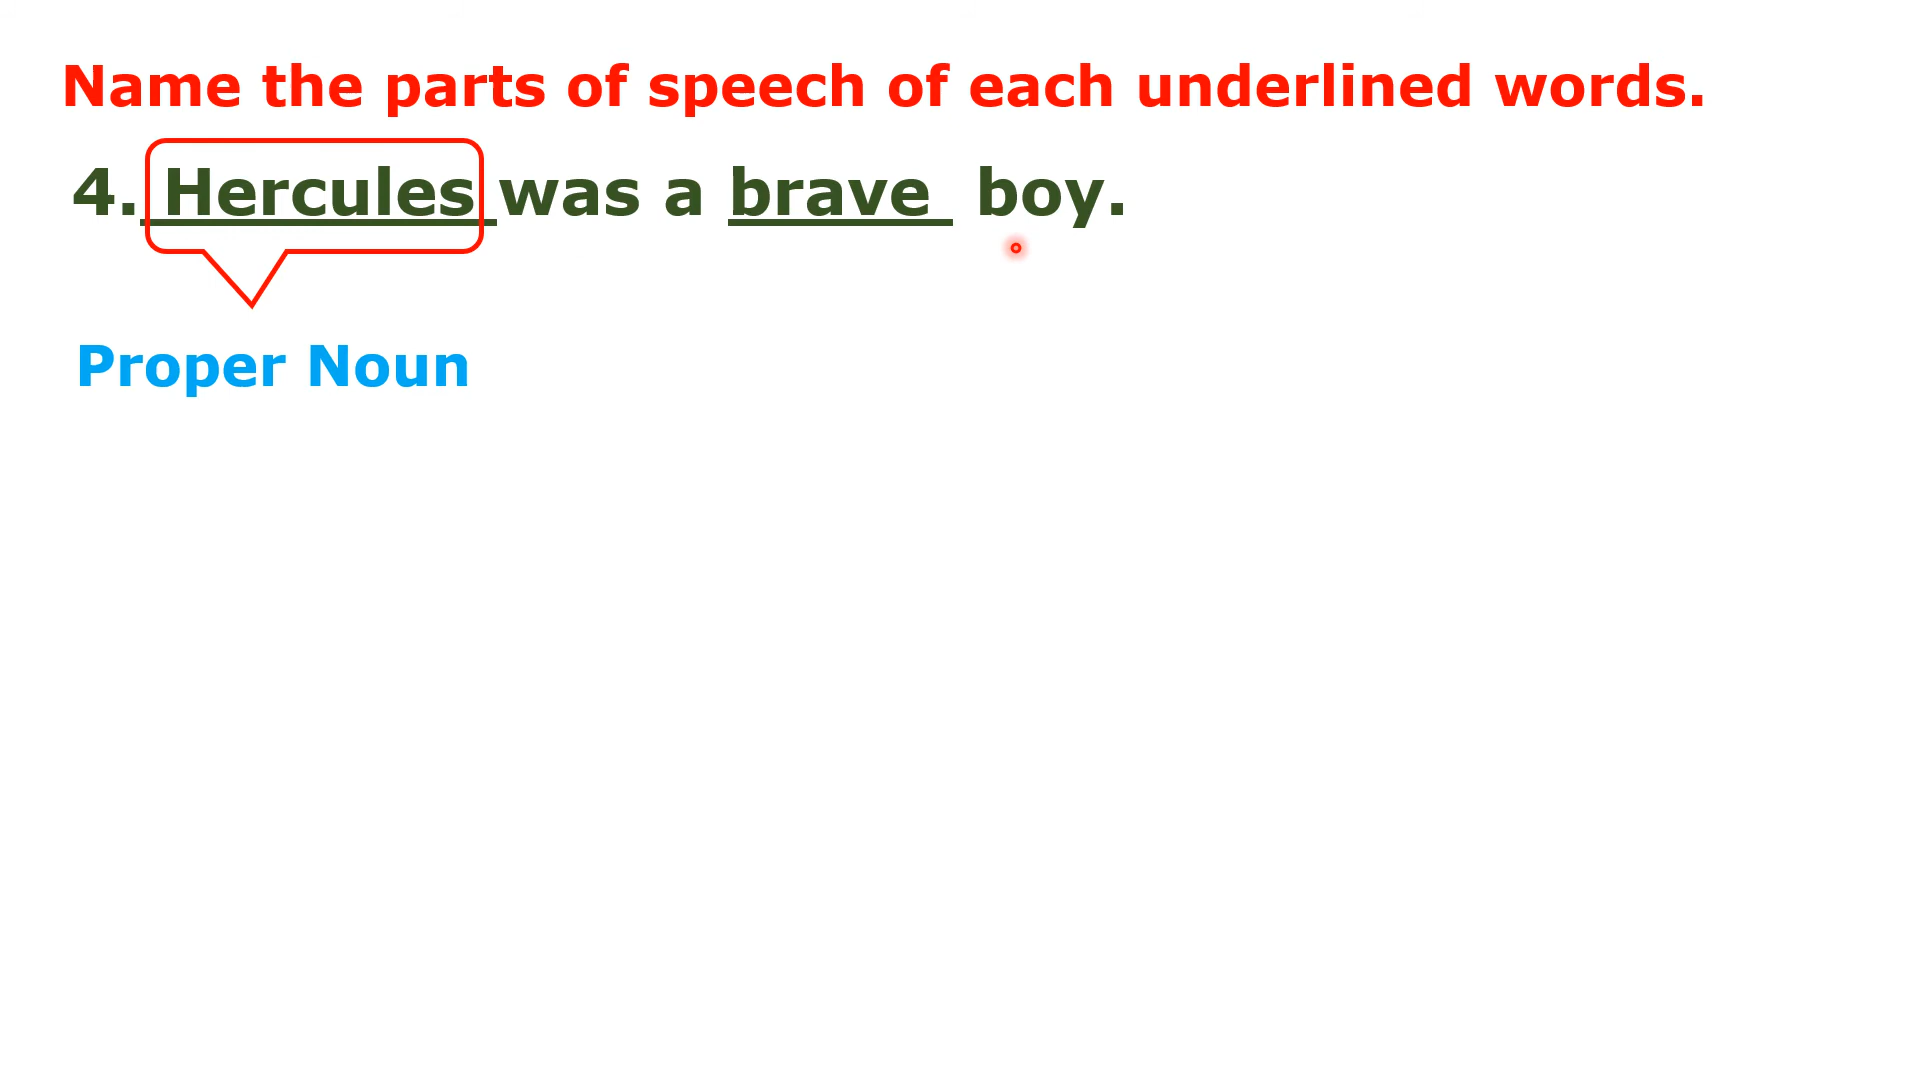 Name the parts of speech of each underlined words.
4. Hercules was a brave boy.
Proper Noun